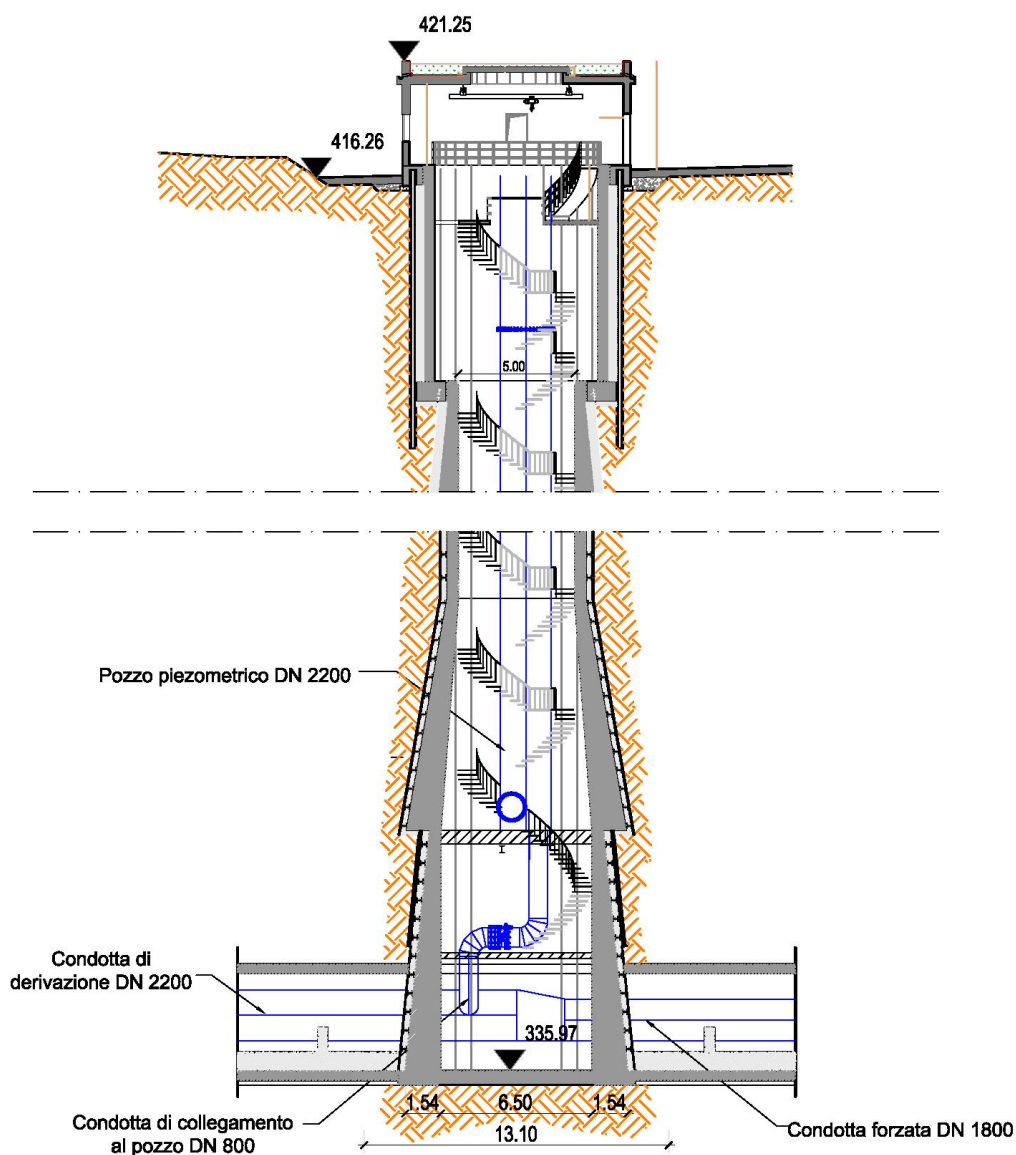 421.25
416.26
5.00
Pozzo piezometrico DN 2200
Condotta di
derivazione DN 2200
335.97
1.54 6.50 1.54
13.10
Condotta di collegamento
al pozzo DN 800
Condotta forzata DN 1800